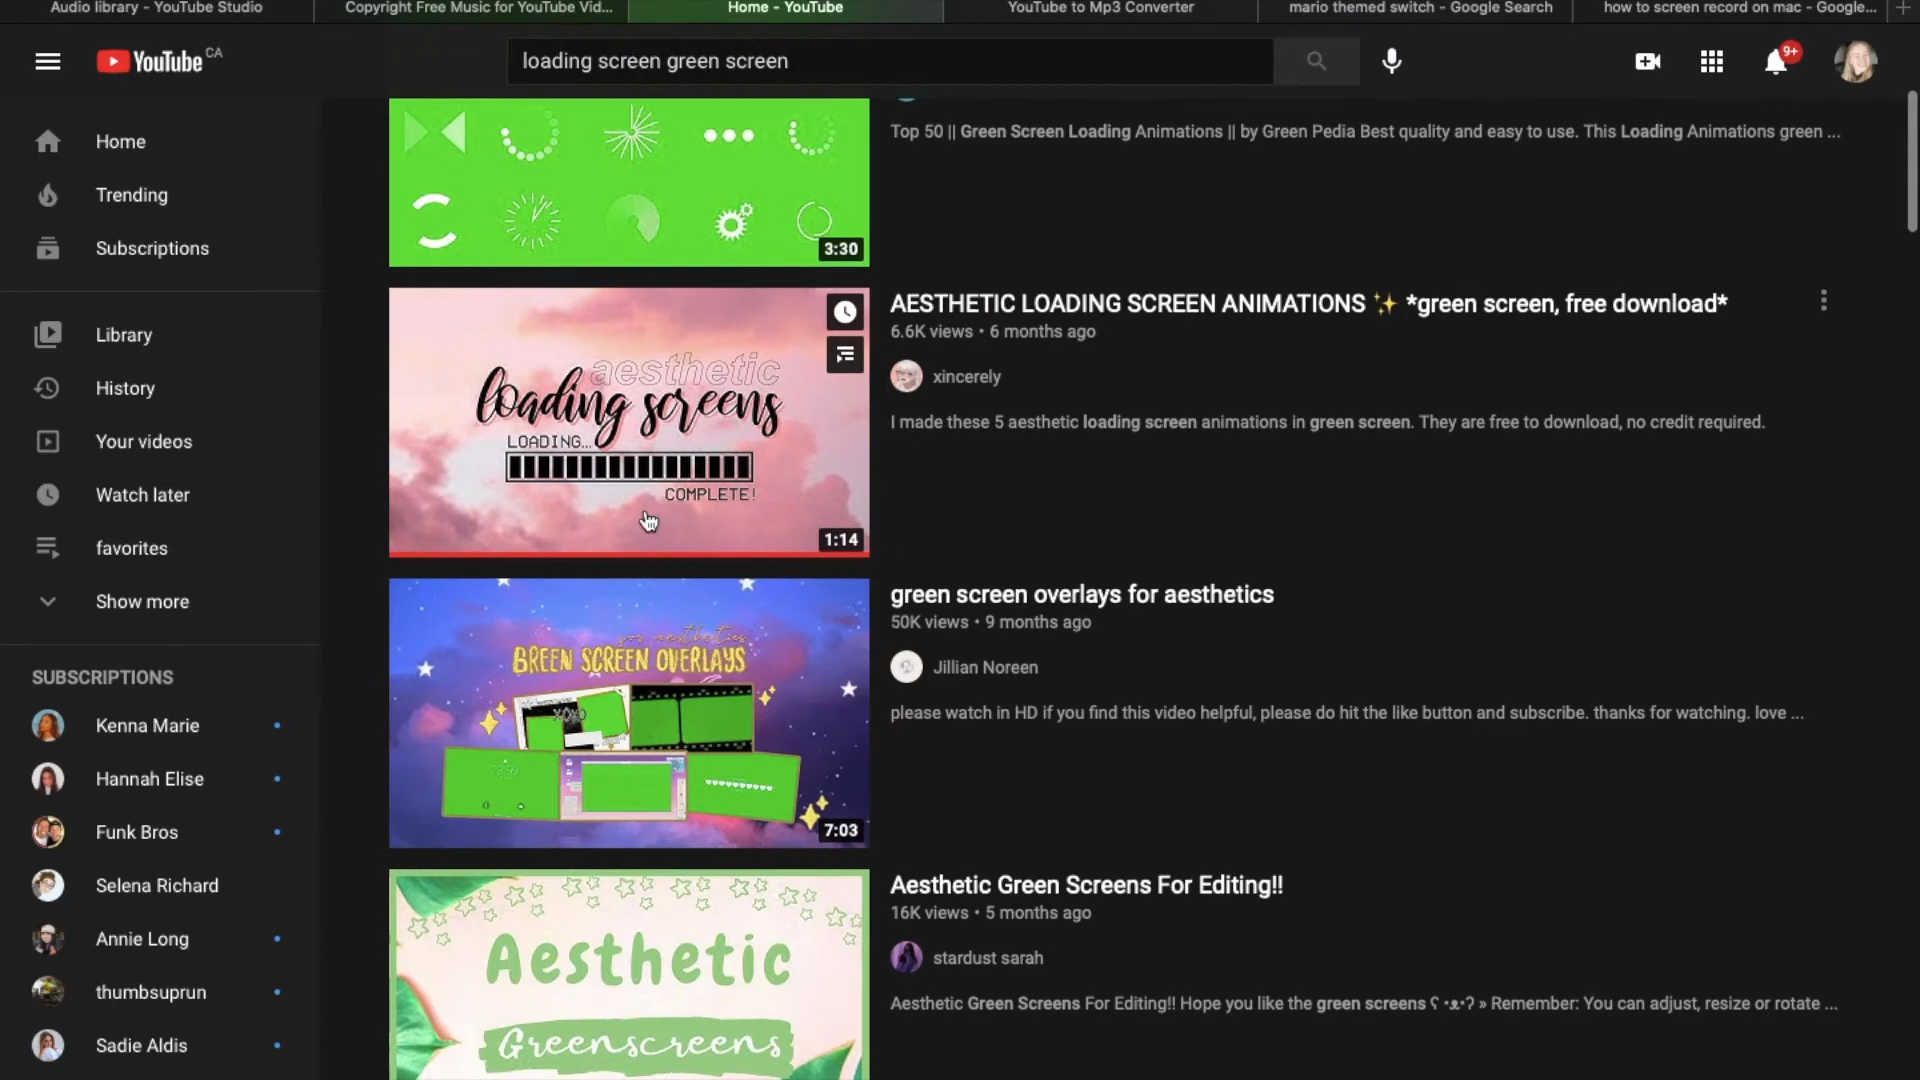 Audio library - YouTube Studio
Copyright Free Music for YouTube Vid...
Home - YouTube
YouTube to Mp3 Converter
mario themed switch - Google Search
how to screen record on mac - Google...
YouTube CA
loading screen green screen
9+
Home
Trending
Subscriptions
Library
History
Your videos
Watch later
favorites
Show more
SUBSCRIPTIONS
Kenna Marie
Hannah Elise
Funk Bros
Selena Richard
Annie Long
thumbsuprun
Sadie Aldis
3:30
Top 50 || Green Screen Loading Animations || by Green Pedia Best quality and easy to use. This Loading Animations green ...
aesthetic
loading screens
LOADING...
COMPLETE!
1:14
AESTHETIC LOADING SCREEN ANIMATIONS ✨ *green screen, free download*
6.6K views • 6 months ago
xincerely
I made these 5 aesthetic loading screen animations in green screen. They are free to download, no credit required.
for aesthetics
GREEN SCREEN OVERLAYS
XOXO
7:03
green screen overlays for aesthetics
50K views • 9 months ago
Jillian Noreen
please watch in HD if you find this video helpful, please do hit the like button and subscribe. thanks for watching. love ...
Aesthetic
Greenscreens
Aesthetic Green Screens For Editing!!
16K views • 5 months ago
stardust sarah
Aesthetic Green Screens For Editing!! Hope you like the green screens ʕ •ᴥ•ʔ » Remember: You can adjust, resize or rotate ...